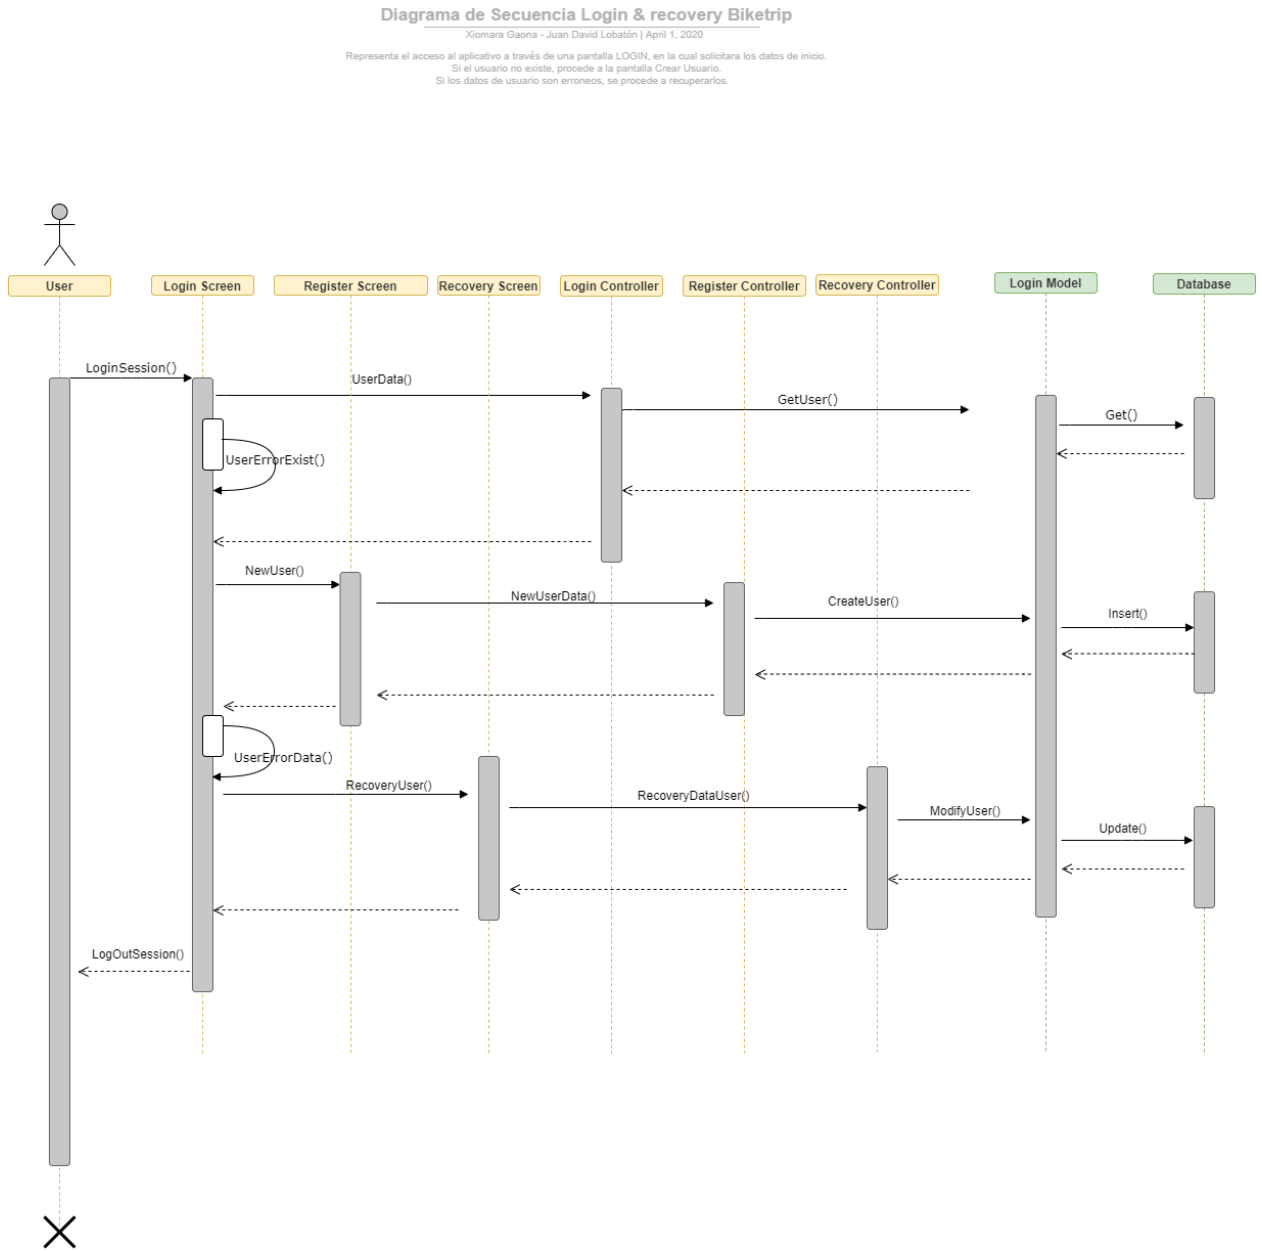 Diagrama de Secuencia Login & recovery Biketrip
Xiomara Gaona - Juan David Lobatón | April 1, 2020
Representa el acceso al aplicativo a través de una pantalla LOGIN, en la cual solicitara los datos de inicio.
Si el usuario no existe, procede a la pantalla Crear Usuario.
Si los datos de usuario son erroneos, se procede a recuperarlos.
User
Login Screen
Register Screen
Recovery Screen
Login Controller
Register Controller
Recovery Controller
Login Model
Database
LoginSession()
UserData()
GetUser()
Get()
UserErrorExist()
NewUser()
NewUserData()
CreateUser()
Insert()
UserErrorData()
RecoveryUser()
RecoveryDataUser()
ModifyUser()
Update()
LogOutSession()